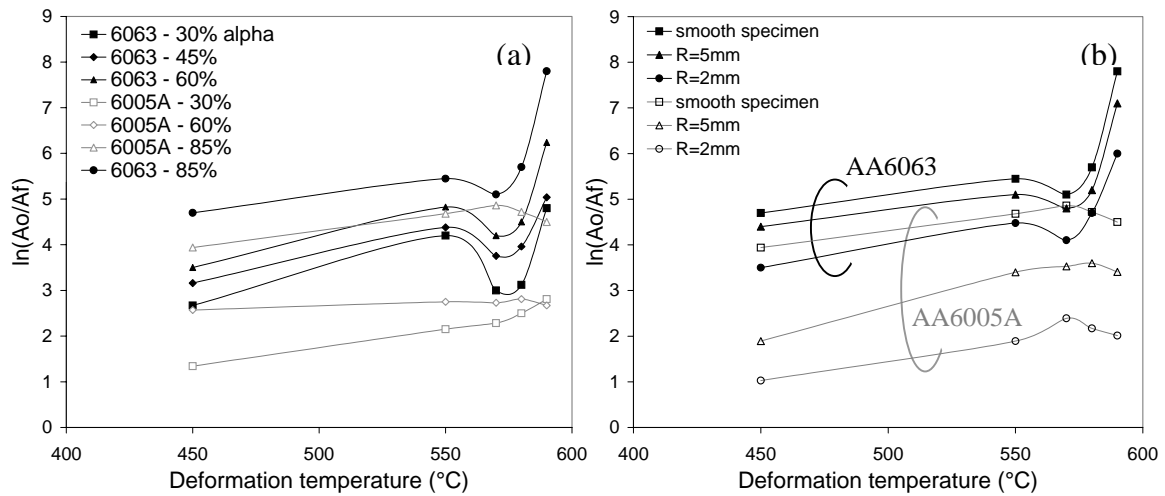 (a)
6063 - 30% alpha
6063 - 45%
6063 - 60%
6005A - 30%
6005A - 60%
6005A - 85%
6063 - 85%
ln(Ao/Af)
9
8
7
6
5
4
3
2
1
0
400
450
500
550
600
Deformation temperature (°C)
(b)
smooth specimen
R=5mm
R=2mm
smooth specimen
R=5mm
R=2mm
AA6063
AA6005A
ln(Ao/Af)
9
8
7
6
5
4
3
2
1
0
400
450
500
550
600
Deformation temperature (°C)